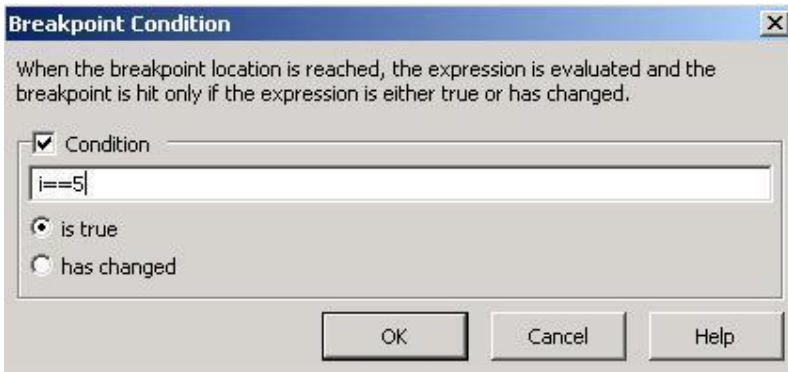 Breakpoint Condition
When the breakpoint location is reached, the expression is evaluated and the
breakpoint is hit only if the expression is either true or has changed.
Condition
i==5
is true
has changed
OK Cancel Help